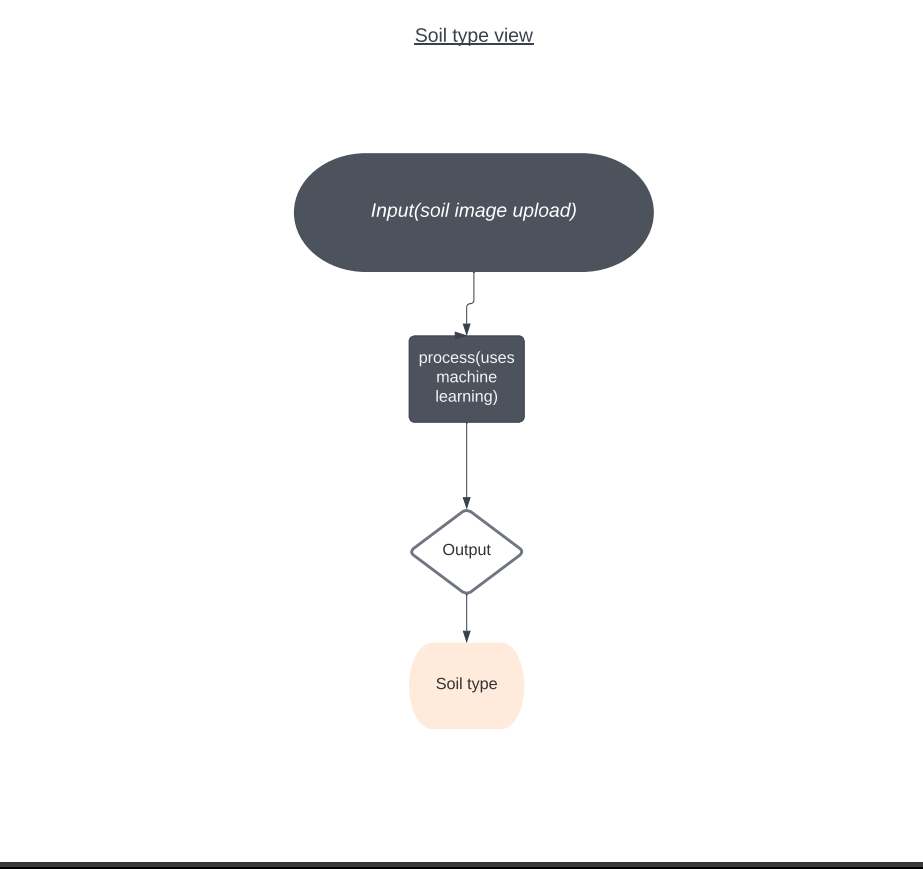 Soil type view
Input(soil image upload)
process(uses
machine
learning)
Output
Soil type